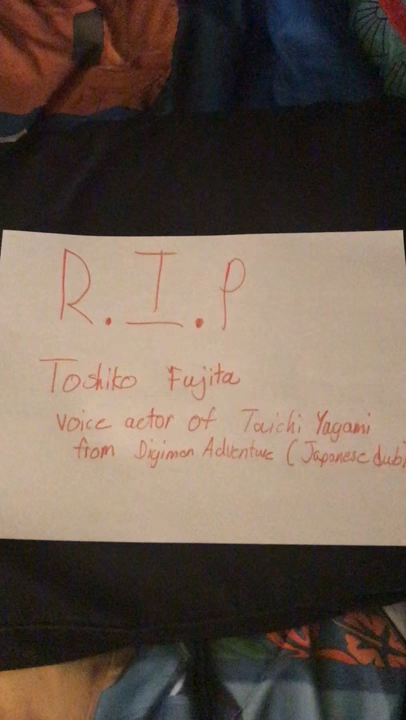 R.I.P
Toshiko Fujita
Voice actor of Taichi Yagami
from Digimon Adventure (Japanese dub)